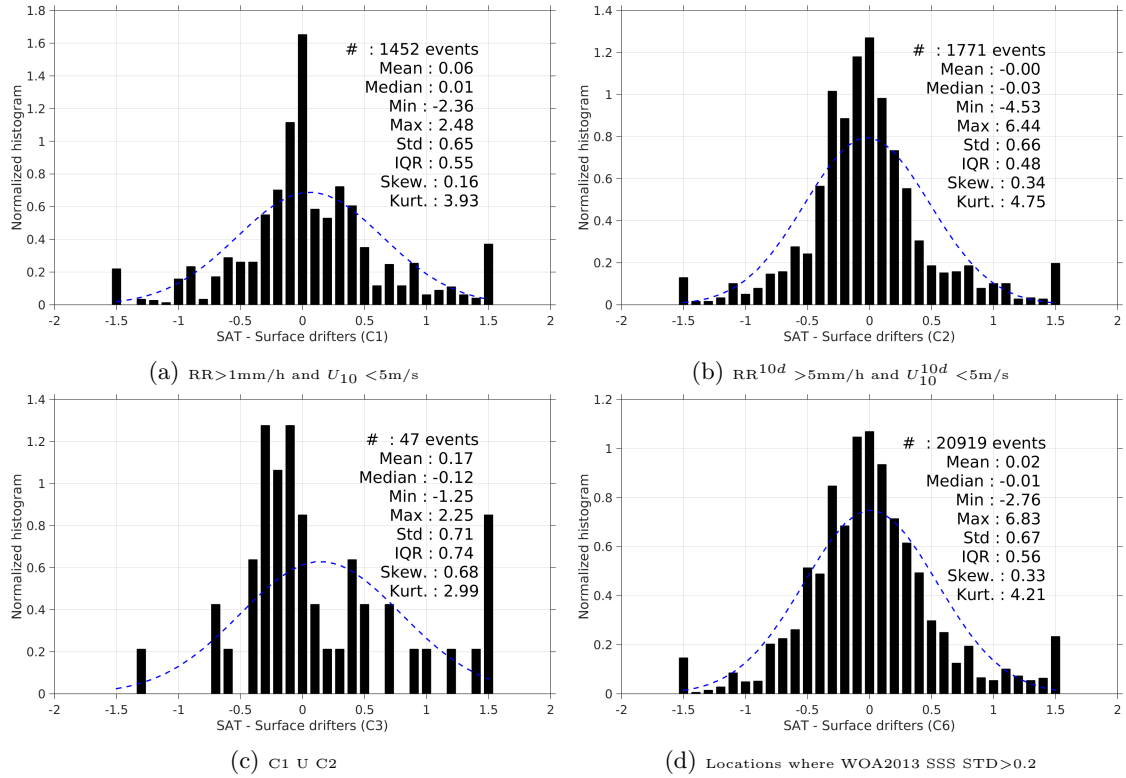 1.8
1.6
1.4
1.2
1
0.8
0.6
0.4
0.2
0
Normalized histogram
# : 1452 events
Mean : 0.06
Median : 0.01
Min : -2.36
Max : 2.48
Std : 0.65
IQR : 0.55
Skew. : 0.16
Kurt. : 3.93
-2 -1.5 -1 -0.5 0 0.5 1 1.5 2
SAT - Surface drifters (C1)
(a) RR>1mm/h and U10 <5m/s
1.4
1.2
1
0.8
0.6
0.4
0.2
0
Normalized histogram
# : 1771 events
Mean : -0.00
Median : -0.03
Min : -4.53
Max : 6.44
Std : 0.66
IQR : 0.48
Skew. : 0.34
Kurt. : 4.75
-2 -1.5 -1 -0.5 0 0.5 1 1.5 2
SAT - Surface drifters (C2)
(b) RR10d >5mm/h and U10d10 <5m/s
1.4
1.2
1
0.8
0.6
0.4
0.2
0
Normalized histogram
# : 47 events
Mean : 0.17
Median : -0.12
Min : -1.25
Max : 2.25
Std : 0.71
IQR : 0.74
Skew. : 0.68
Kurt. : 2.99
-2 -1.5 -1 -0.5 0 0.5 1 1.5 2
SAT - Surface drifters (C3)
(c) C1 U C2
1.2
1
0.8
0.6
0.4
0.2
0
Normalized histogram
# : 20919 events
Mean : 0.02
Median : -0.01
Min : -2.76
Max : 6.83
Std : 0.67
IQR : 0.56
Skew. : 0.33
Kurt. : 4.21
-2 -1.5 -1 -0.5 0 0.5 1 1.5 2
SAT - Surface drifters (C6)
(d) Locations where WOA2013 SSS STD>0.2